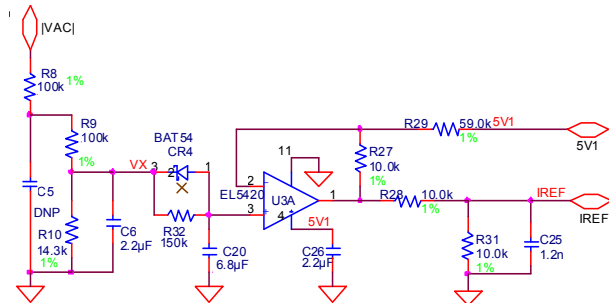 |VAC|
R8
100k
1%
R9
100k
1%
BAT54
CR4
VX
3
2
1
R29
59.0k
5V1
1%
5V1
11
R27
10.0k
1%
2
-
EL5420
U3A
1
3
+
4
5V1
R28
10.0k
1%
IREF
IREF
C5
DNP
R10
14.3k
1%
C6
2.2µF
R32
150k
C20
6.8µF
C26
2.2µF
R31
10.0k
1%
C25
1.2n